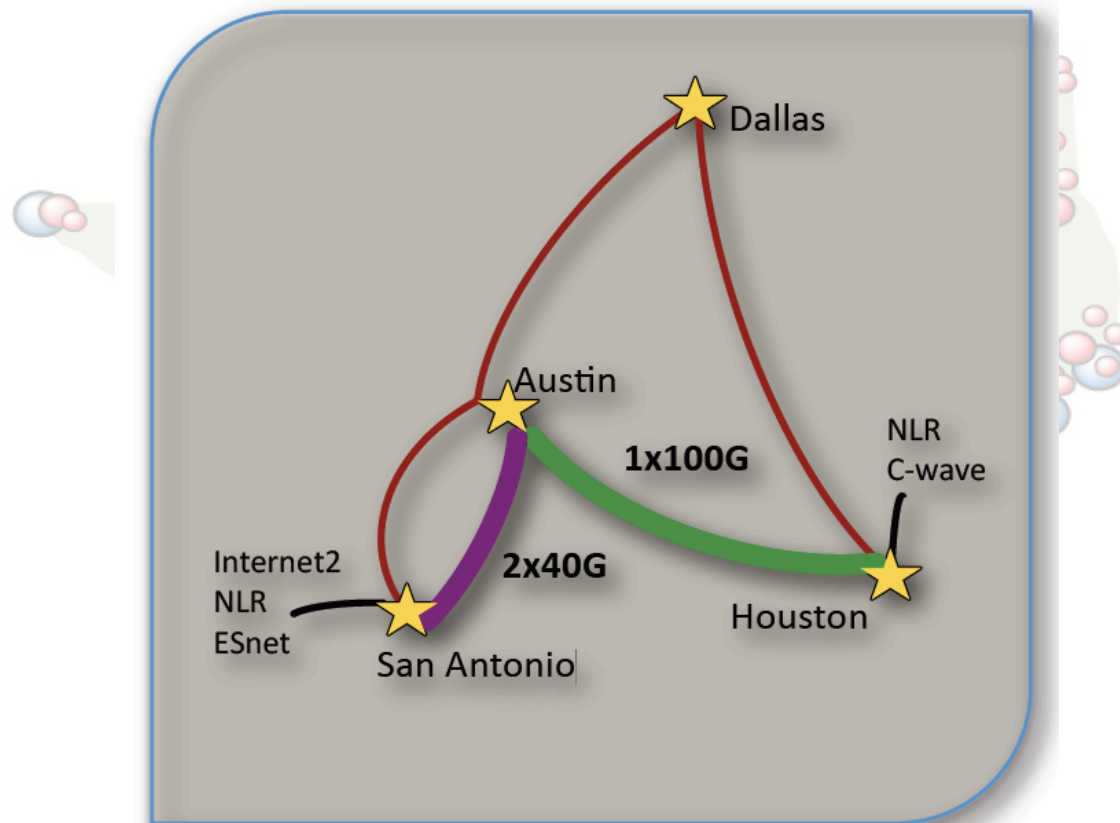 Dallas
Austin
1x100G
NLR
C-wave
2x40G
Internet2
NLR
ESnet
Houston
San Antonio